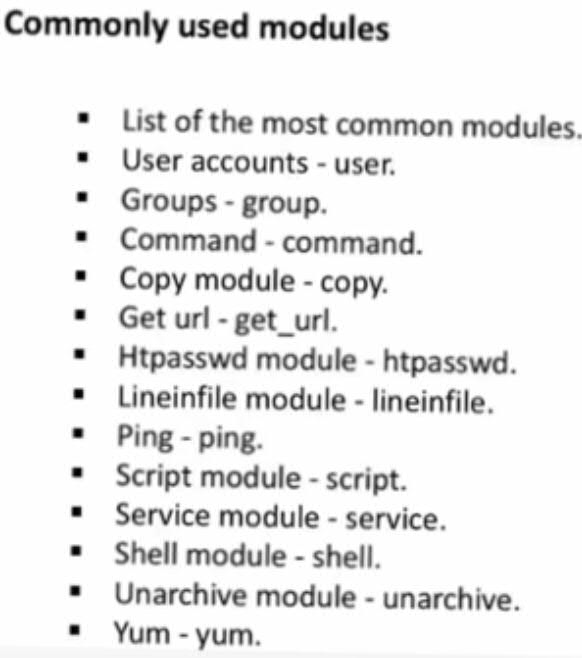 Commonly used modules
▪ List of the most common modules.
▪ User accounts - user.
▪ Groups - group.
▪ Command - command.
▪ Copy module - copy.
▪ Get url - get_url.
▪ Htpasswd module - htpasswd.
▪ Lineinfile module - lineinfile.
▪ Ping - ping.
▪ Script module - script.
▪ Service module - service.
▪ Shell module - shell.
▪ Unarchive module - unarchive.
▪ Yum - yum.